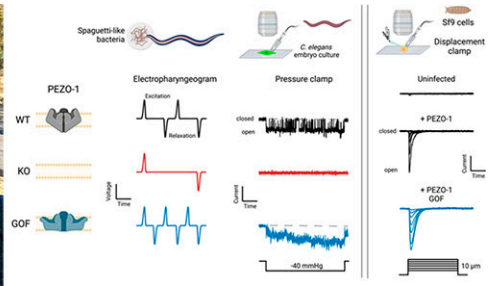 Spaghetti-like
bacteria
C. elegans
embryo culture
Sf9 cells
Displacement
clamp
PEZO-1
Electropharyngeogram
Pressure clamp
Uninfected
WT
Excitation
Relaxation
closed
open
+ PEZO-1
closed
open
Current
Time
KO
Voltage
Time
Current
Time
GOF
+ PEZO-1
GOF
-40 mmHg
10 µm